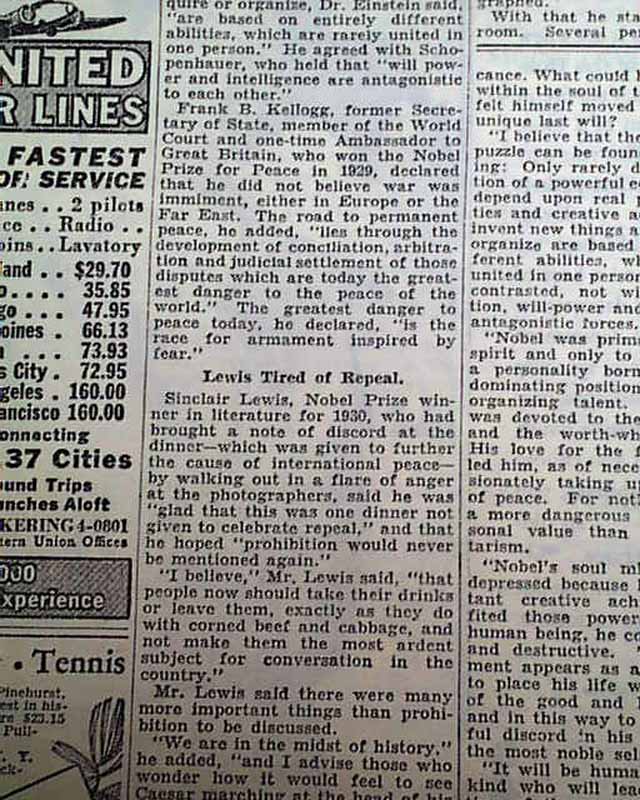 NITED
R LINES
FASTEST
OF SERVICE
anes . . 2 pilots
ce . . Radio . .
oins . . Lavatory
and . . $29.70
o . . . . 35.85
go . . . 47.95
oines . 66.13
n . . . 73.93
s City . 72.95
geles . 160.00
ancisco 160.00
onnecting
37 Cities
und Trips
unches Aloft
KERING 4-0801
tern Union Offices
000
xperience
. Tennis
Pinehurst,
est in his-
re $23.15
Pull-
. Y.
ck-
quire or organize, Dr. Einstein said,
"are based on entirely different
abilities, which are rarely united in
one person." He agreed with Scho-
penhauer, who held that "will pow-
er and intelligence are antagonistic
to each other."
Frank B. Kellogg, former Secre-
tary of State, member of the World
Court and one-time Ambassador to
Great Britain, who won the Nobel
Prize for Peace in 1929, declared
that he did not believe war was
imminent, either in Europe or the
Far East. The road to permanent
peace, he added, "lies through the
development of conciliation, arbitra-
tion and judicial settlement of those
disputes which are today the great-
est danger to the peace of the
world." The greatest danger to
peace today, he declared, "is the
race for armament inspired by
fear."
Lewis Tired of Repeal.
Sinclair Lewis, Nobel Prize win-
ner in literature for 1930, who had
brought a note of discord at the
dinner—which was given to further
the cause of international peace—
by walking out in a flare of anger
at the photographers, said he was
"glad that this was one dinner not
given to celebrate repeal," and that
he hoped "prohibition would never
be mentioned again."
"I believe," Mr. Lewis said, "that
people now should take their drinks
or leave them, exactly as they do
with corned beef and cabbage, and
not make them the most ardent
subject for conversation in the
country."
Mr. Lewis said there were many
more important things than prohi-
bition to be discussed.
"We are in the midst of history,"
he added, "and I advise those who
wonder how it would feel to see
Caesar marching at the head of his
graphed.
With that he sta
room. Several per
cance. What could h
within the soul of t
felt himself moved
unique last will?
"I believe that the
puzzle can be foun
ing: Only rarely d
tion of a powerful e
depend upon real p
ties and creative a
invent new things a
organize are based
ferent abilities, wh
united in one person
contrasted, not wi
tion, will-power and
antagonistic forces.
"Nobel was prim
spirit and only to
a personality born
dominating position
organizing talent.
was devoted to the
and the worth-wh
His love for the f
led him, as of nece
sionately taking up
of peace. For not
a more dangerous
sonal value than
tarism.
"Nobel's soul mi
depressed because h
tant creative ach
fited those power
human being, he co
and destructive. "
ment appears as a
to place his life w
of the good and
and in this way to
ful discord 'n his
the most noble sel
"It will be huma
kind who will lea